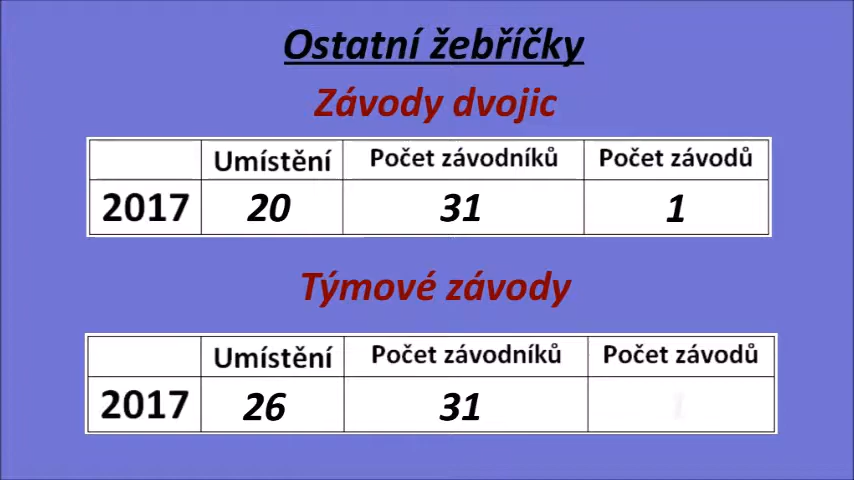 Ostatní žebříčky
Závody dvojic
Umístění Počet závodníků Počet závodů
2017 20 31 1
Týmové závody
Umístění Počet závodníků Počet závodů
2017 26 31